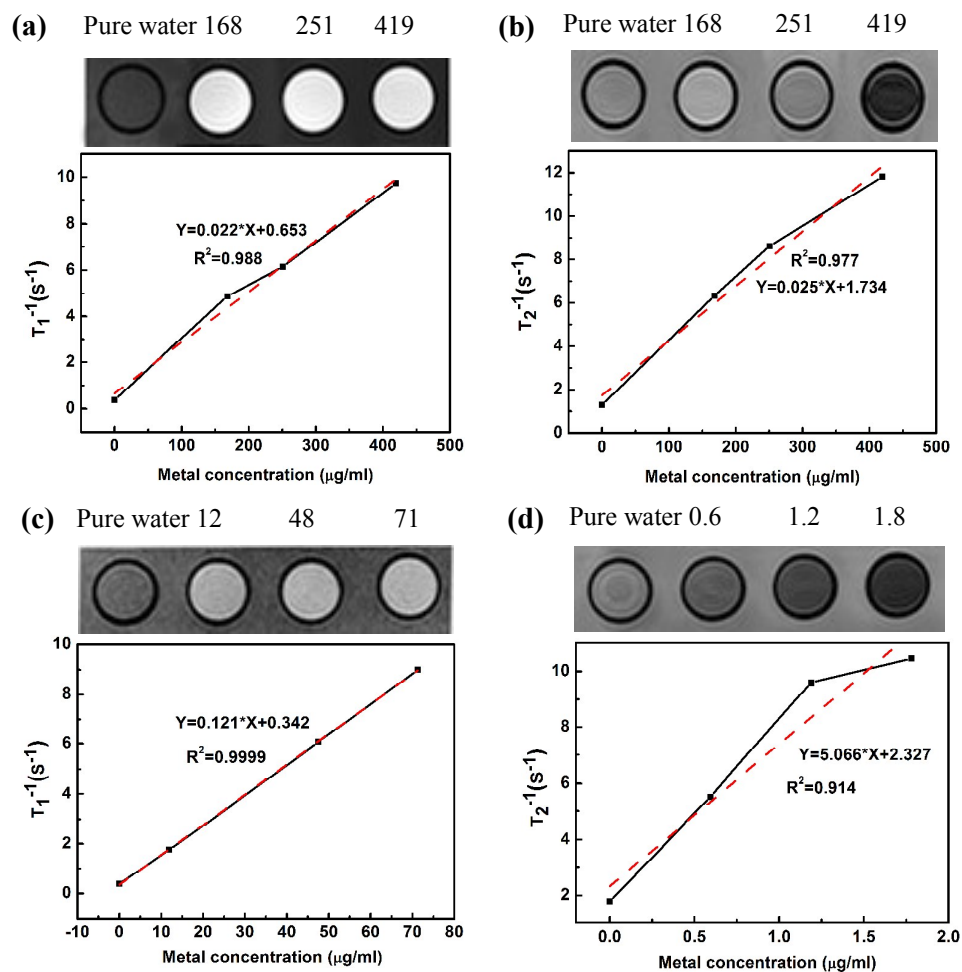 (a) Pure water 168 251 419
10
8
6
4
2
0
T₁⁻¹(s⁻¹)
Y=0.022*X+0.653
R²=0.988
0 100 200 300 400 500
Metal concentration (μg/ml)
(b) Pure water 168 251 419
12
10
8
6
4
2
0
T₂⁻¹(s⁻¹)
R²=0.977
Y=0.025*X+1.734
0 100 200 300 400 500
Metal concentration (μg/ml)
(c) Pure water 12 48 71
10
8
6
4
2
0
T₁⁻¹(s⁻¹)
Y=0.121*X+0.342
R²=0.9999
-10 0 10 20 30 40 50 60 70 80
Metal concentration (μg/ml)
(d) Pure water 0.6 1.2 1.8
10
8
6
4
2
T₂⁻¹(s⁻¹)
Y=5.066*X+2.327
R²=0.914
0.0 0.5 1.0 1.5 2.0
Metal concentration (μg/ml)